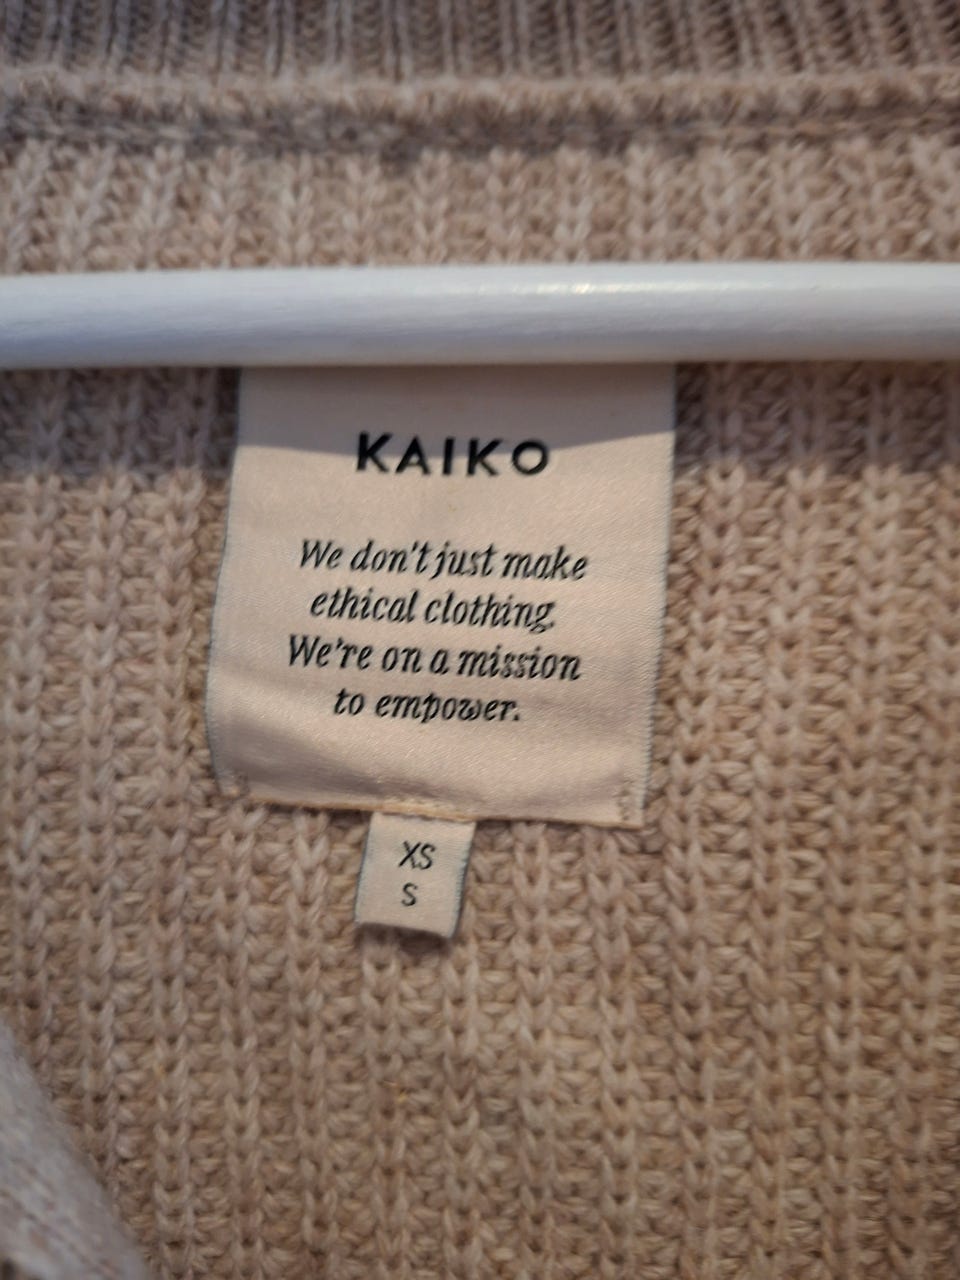 KAIKO
We don't just make
ethical clothing.
We're on a mission
to empower.
XS
S